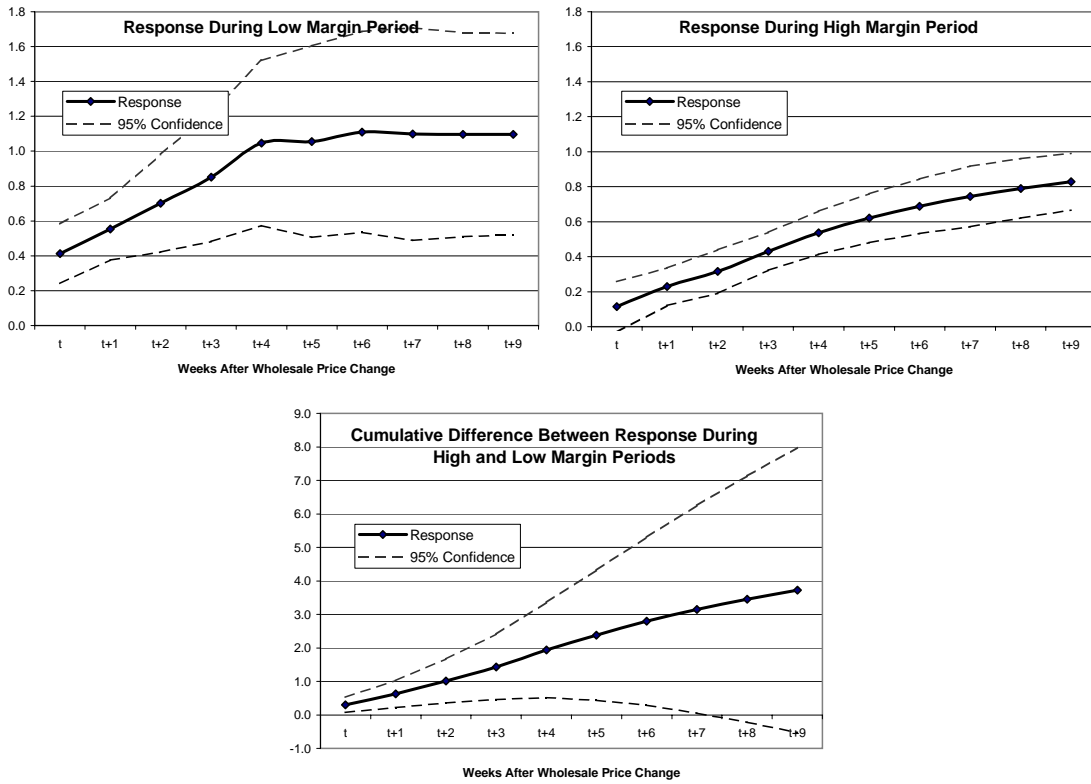 Response During Low Margin Period
1.8
1.6
1.4
1.2
1.0
0.8
0.6
0.4
0.2
0.0
Response
95% Confidence
t t+1 t+2 t+3 t+4 t+5 t+6 t+7 t+8 t+9
Weeks After Wholesale Price Change
Response During High Margin Period
1.8
1.6
1.4
1.2
1.0
0.8
0.6
0.4
0.2
0.0
Response
95% Confidence
t t+1 t+2 t+3 t+4 t+5 t+6 t+7 t+8 t+9
Weeks After Wholesale Price Change
Cumulative Difference Between Response During
High and Low Margin Periods
9.0
8.0
7.0
6.0
5.0
4.0
3.0
2.0
1.0
0.0
-1.0
Response
95% Confidence
t t+1 t+2 t+3 t+4 t+5 t+6 t+7 t+8 t+9
Weeks After Wholesale Price Change